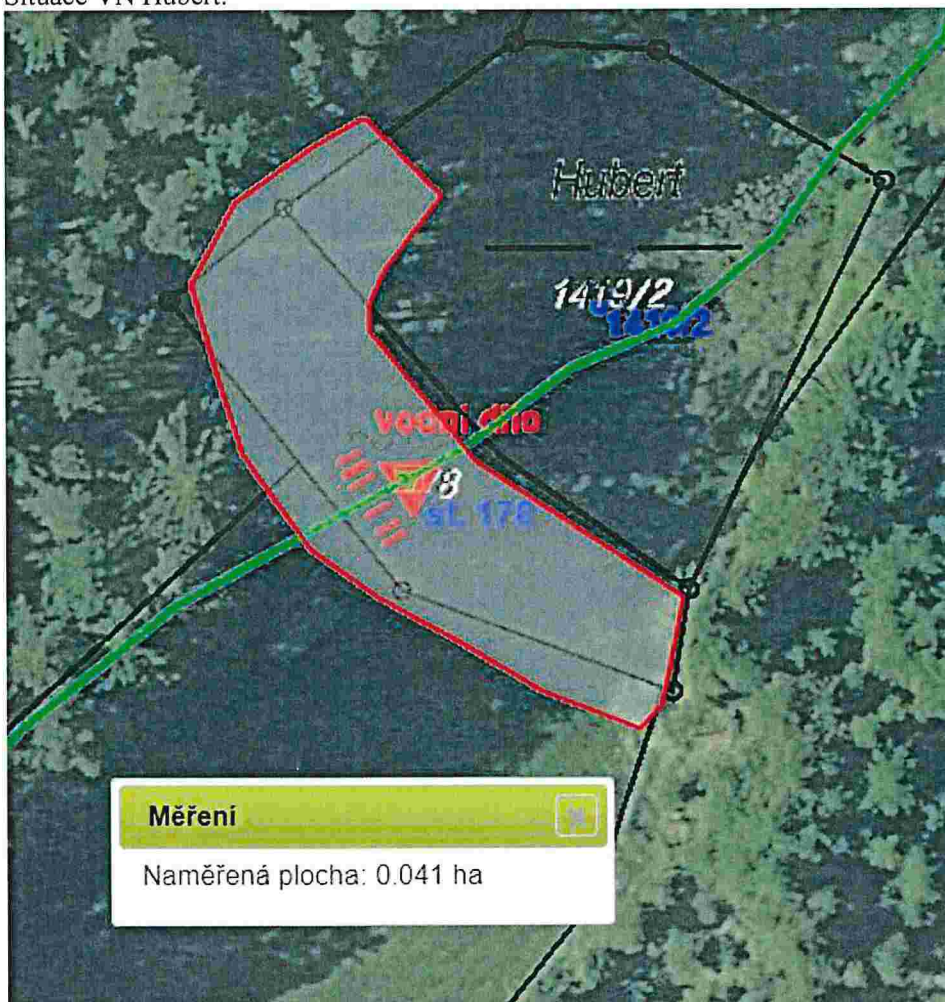 Situace VN Hubert:
Hubert
1419/2
1419/2
vodní dílo
/8
st. 178
Měření
Naměřená plocha: 0.041 ha